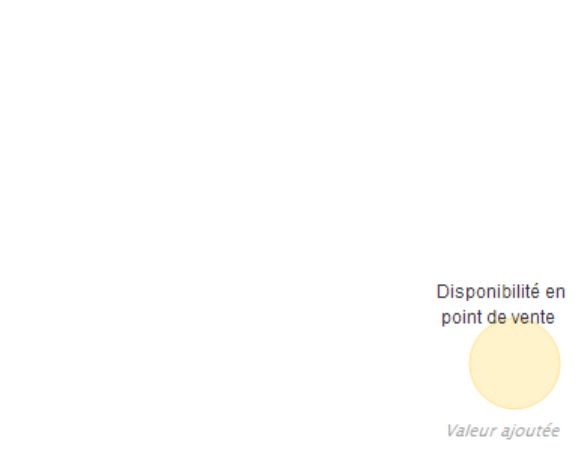 Disponibilité en
point de vente
Valeur ajoutée